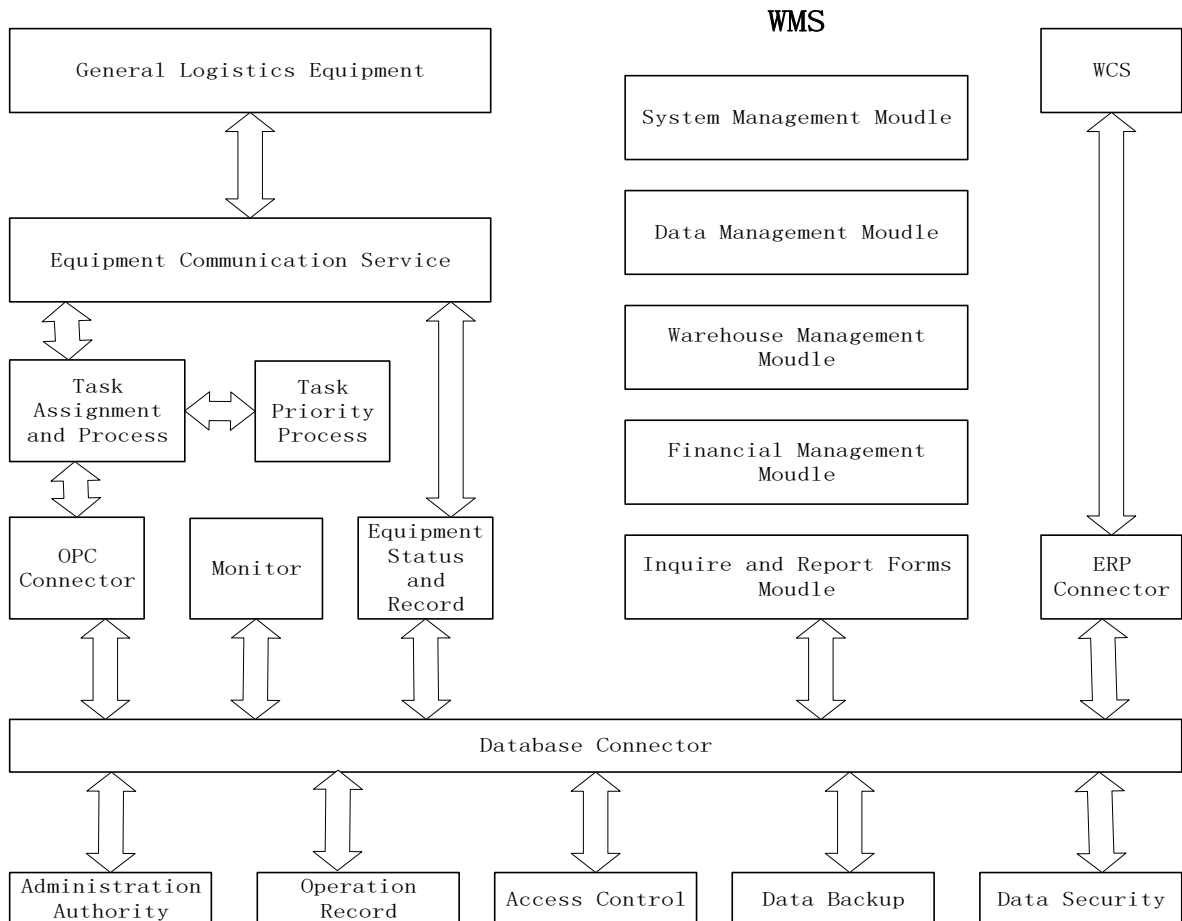 WMS
General Logistics Equipment
WCS
System Management Moudle
Equipment Communication Service
Data Management Moudle
Warehouse Management
Moudle
Task
Assignment
and Process
Task
Priority
Process
Financial Management
Moudle
OPC
Connector
Monitor
Equipment
Status
and
Record
Inquire and Report Forms
Moudle
ERP
Connector
Database Connector
Administration
Authority
Operation
Record
Access Control
Data Backup
Data Security